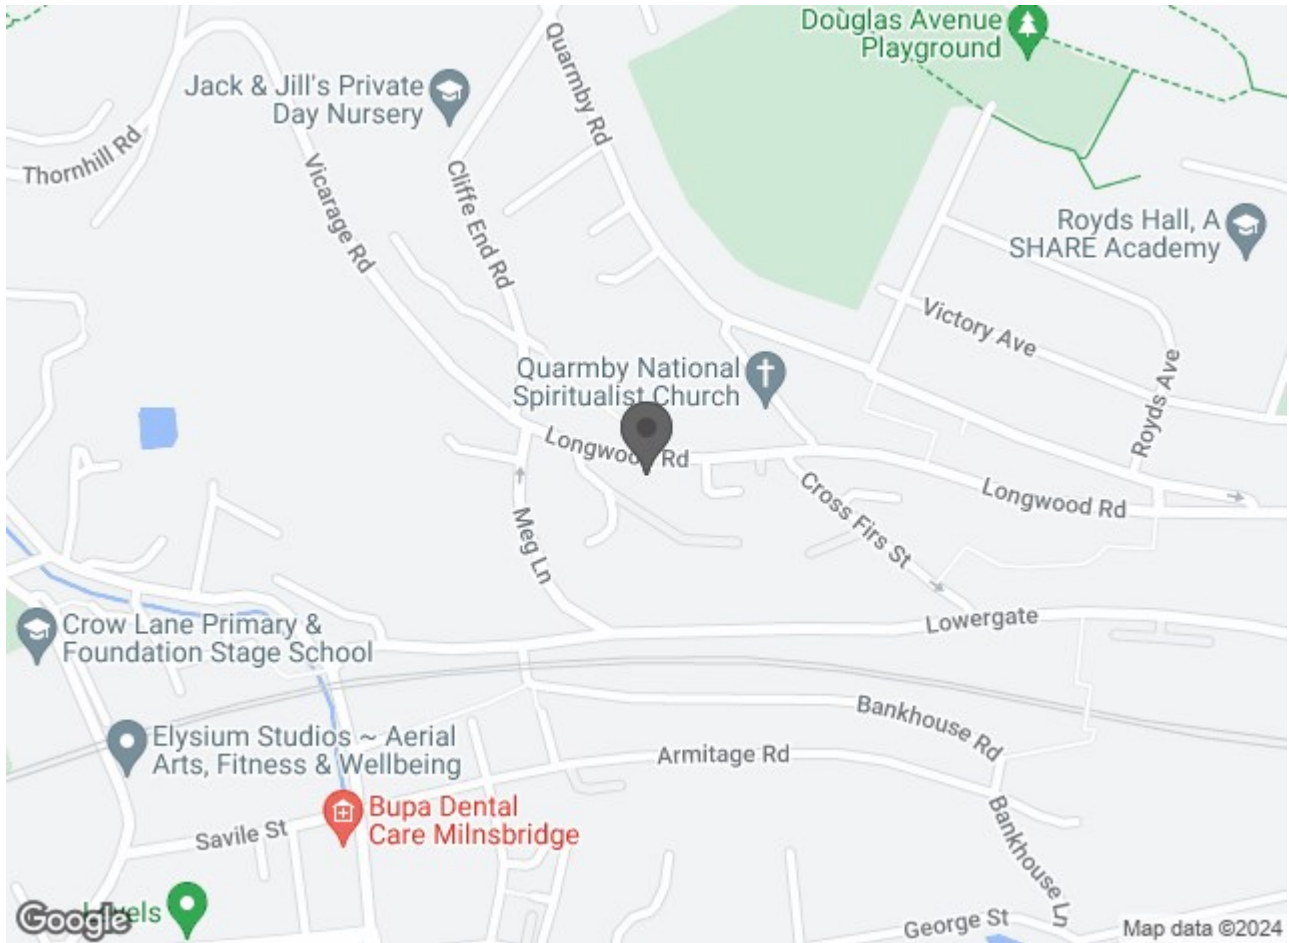 Douglas Avenue
Playground
Quarmby Rd
Jack & Jill's Private
Day Nursery
Thornhill Rd
Vicarage Rd
Cliffe End Rd
Royds Hall, A
SHARE Academy
Victory Ave
Royds Ave
Quarmby National
Spiritualist Church
Longwood Rd
Longwood Rd
Cross Firs St
Meg Ln
Lowergate
Crow Lane Primary &
Foundation Stage School
Bankhouse Rd
Elysium Studios ~ Aerial
Arts, Fitness & Wellbeing
Armitage Rd
Bupa Dental
Care Milnsbridge
Savile St
Bankhouse Ln
George St
Google
Map data ©2024